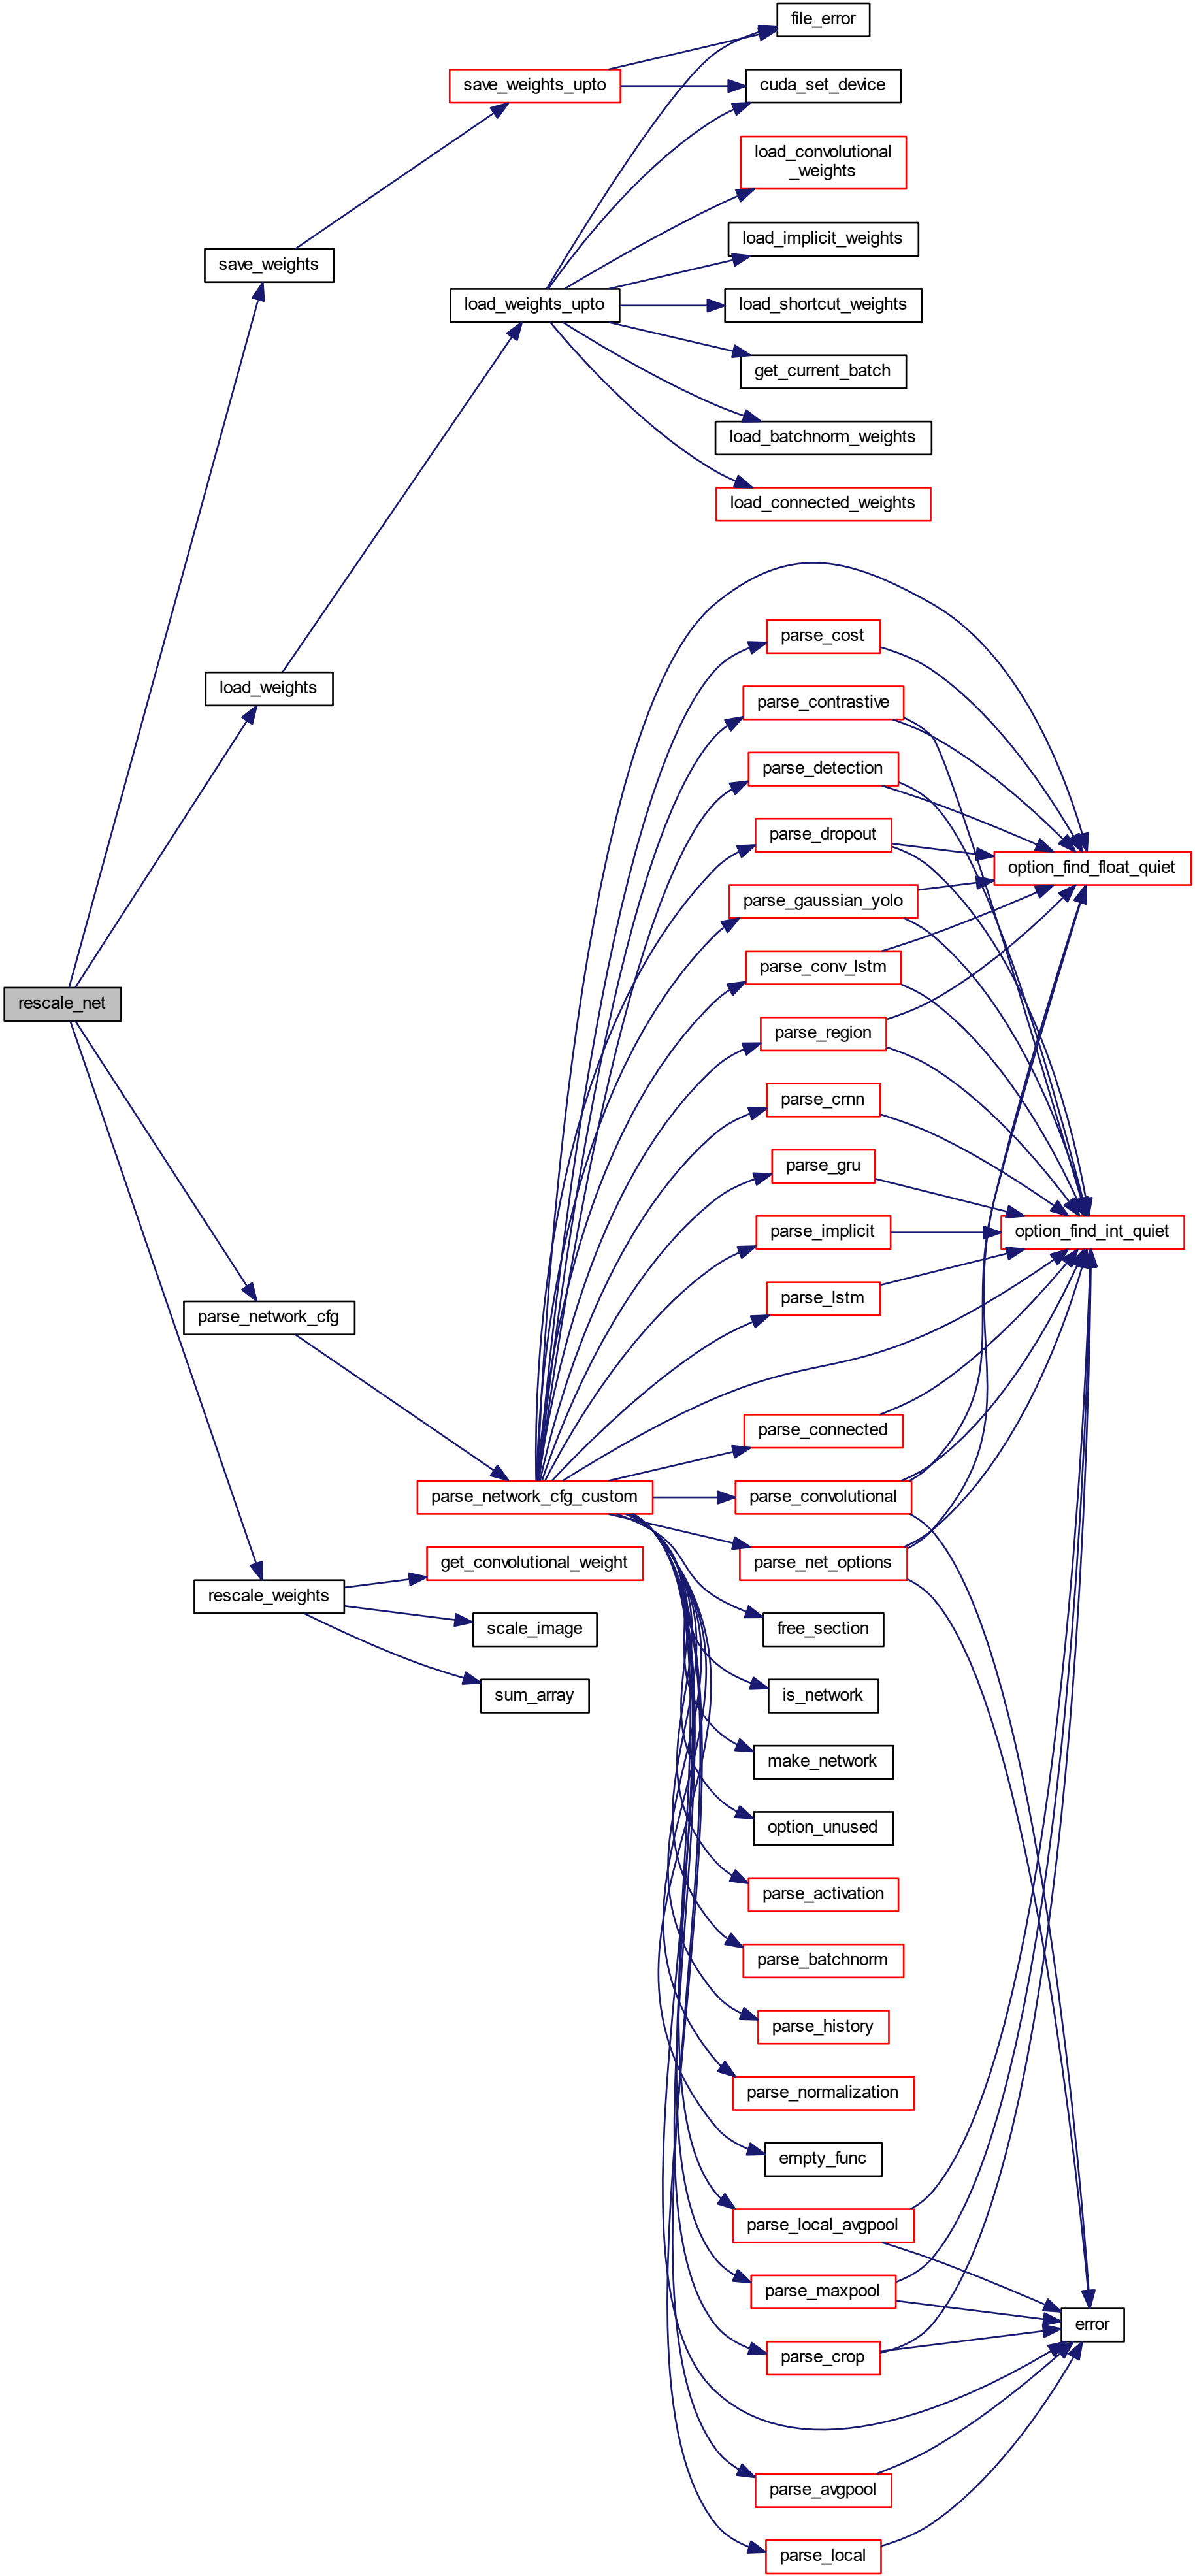 file_error
save_weights_upto
cuda_set_device
load_convolutional
_weights
load_implicit_weights
save_weights
load_weights_upto
load_shortcut_weights
get_current_batch
load_batchnorm_weights
load_connected_weights
parse_cost
load_weights
parse_contrastive
parse_detection
parse_dropout
option_find_float_quiet
parse_gaussian_yolo
parse_conv_lstm
rescale_net
parse_region
parse_crnn
parse_gru
parse_implicit
option_find_int_quiet
parse_lstm
parse_network_cfg
parse_connected
parse_network_cfg_custom
parse_convolutional
get_convolutional_weight
parse_net_options
rescale_weights
scale_image
free_section
sum_array
is_network
make_network
option_unused
parse_activation
parse_batchnorm
parse_history
parse_normalization
empty_func
parse_local_avgpool
parse_maxpool
error
parse_crop
parse_avgpool
parse_local